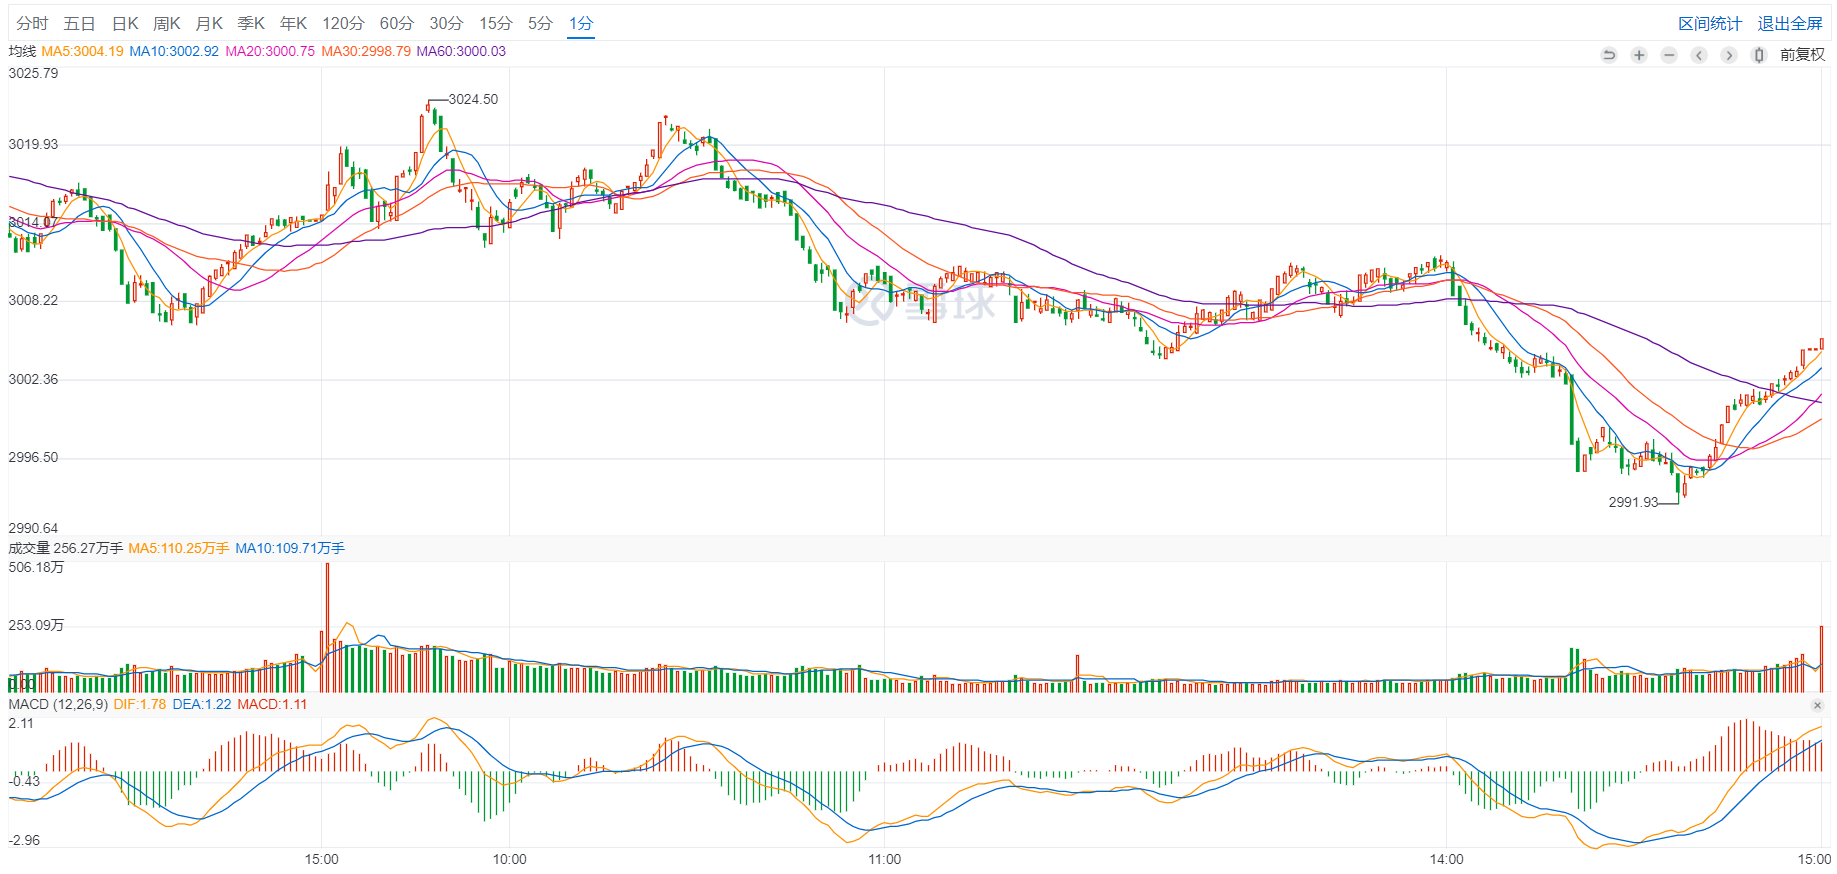 分时 五日 日K 周K 月K 季K 年K 120分 60分 30分 15分 5分 1分 区间统计 退出全屏
均线 MA5:3004.19 MA10:3002.92 MA20:3000.75 MA30:2998.79 MA60:3000.03 前复权
3025.79
3024.50
3019.93
3014.07
3008.22
雪球
3002.36
2996.50
2991.93
2990.64
成交量 256.27万手 MA5:110.25万手 MA10:109.71万手
506.18万
253.09万
0.00
MACD (12,26,9) DIF:1.78 DEA:1.22 MACD:1.11
2.11
-0.43
-2.96
15:00 10:00 11:00 14:00 15:00